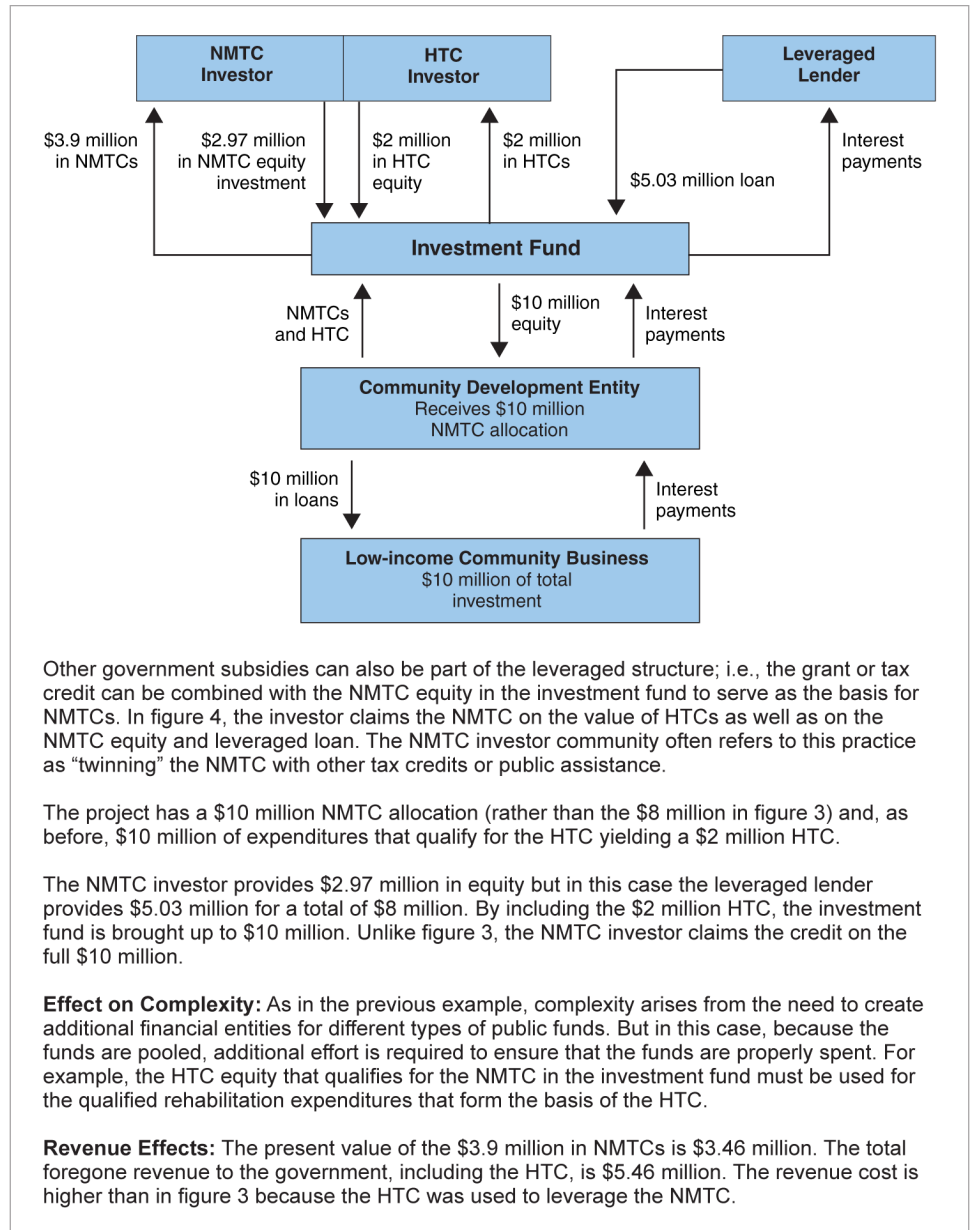 NMTC
Investor
HTC
Investor
Leveraged
Lender
$3.9 million
in NMTCs
$2.97 million
in NMTC equity
investment
$2 million
in HTC
equity
$2 million
in HTCs
$5.03 million loan
Interest
payments
Investment Fund
NMTCs
and HTC
$10 million
equity
Interest
payments
Community Development Entity
Receives $10 million
NMTC allocation
$10 million
in loans
Interest
payments
Low-income Community Business
$10 million of total
investment
Other government subsidies can also be part of the leveraged structure; i.e., the grant or tax
credit can be combined with the NMTC equity in the investment fund to serve as the basis for
NMTCs. In figure 4, the investor claims the NMTC on the value of HTCs as well as on the
NMTC equity and leveraged loan. The NMTC investor community often refers to this practice
as “twinning” the NMTC with other tax credits or public assistance.
The project has a $10 million NMTC allocation (rather than the $8 million in figure 3) and, as
before, $10 million of expenditures that qualify for the HTC yielding a $2 million HTC.
The NMTC investor provides $2.97 million in equity but in this case the leveraged lender
provides $5.03 million for a total of $8 million. By including the $2 million HTC, the investment
fund is brought up to $10 million. Unlike figure 3, the NMTC investor claims the credit on the
full $10 million.
Effect on Complexity: As in the previous example, complexity arises from the need to create
additional financial entities for different types of public funds. But in this case, because the
funds are pooled, additional effort is required to ensure that the funds are properly spent. For
example, the HTC equity that qualifies for the NMTC in the investment fund must be used for
the qualified rehabilitation expenditures that form the basis of the HTC.
Revenue Effects: The present value of the $3.9 million in NMTCs is $3.46 million. The total
foregone revenue to the government, including the HTC, is $5.46 million. The revenue cost is
higher than in figure 3 because the HTC was used to leverage the NMTC.